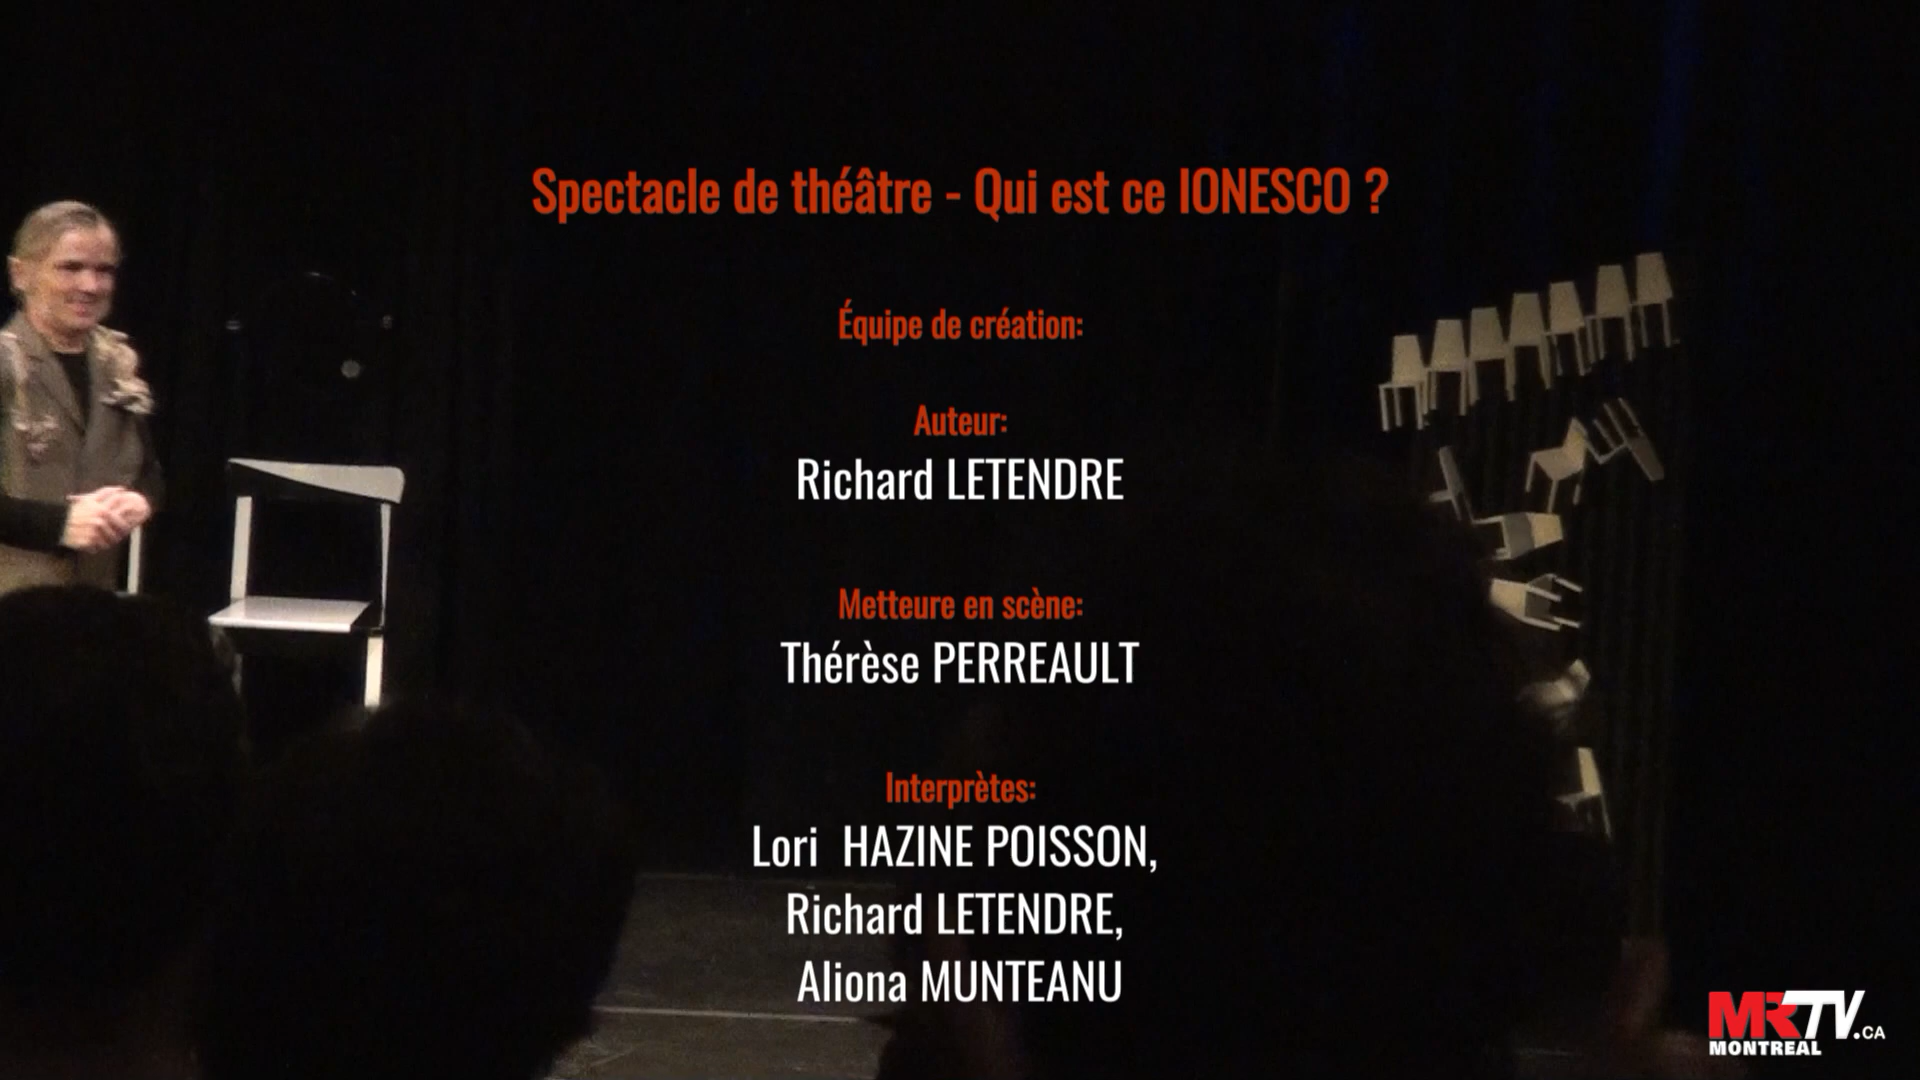 Spectacle de théâtre - Qui est ce IONESCO ?
Équipe de création:
Auteur:
Richard LETENDRE
Metteure en scène:
Thérèse PERREAULT
Interprètes:
Lori  HAZINE POISSON,
Richard LETENDRE,
Aliona MUNTEANU
MRTV.CA
MONTREAL